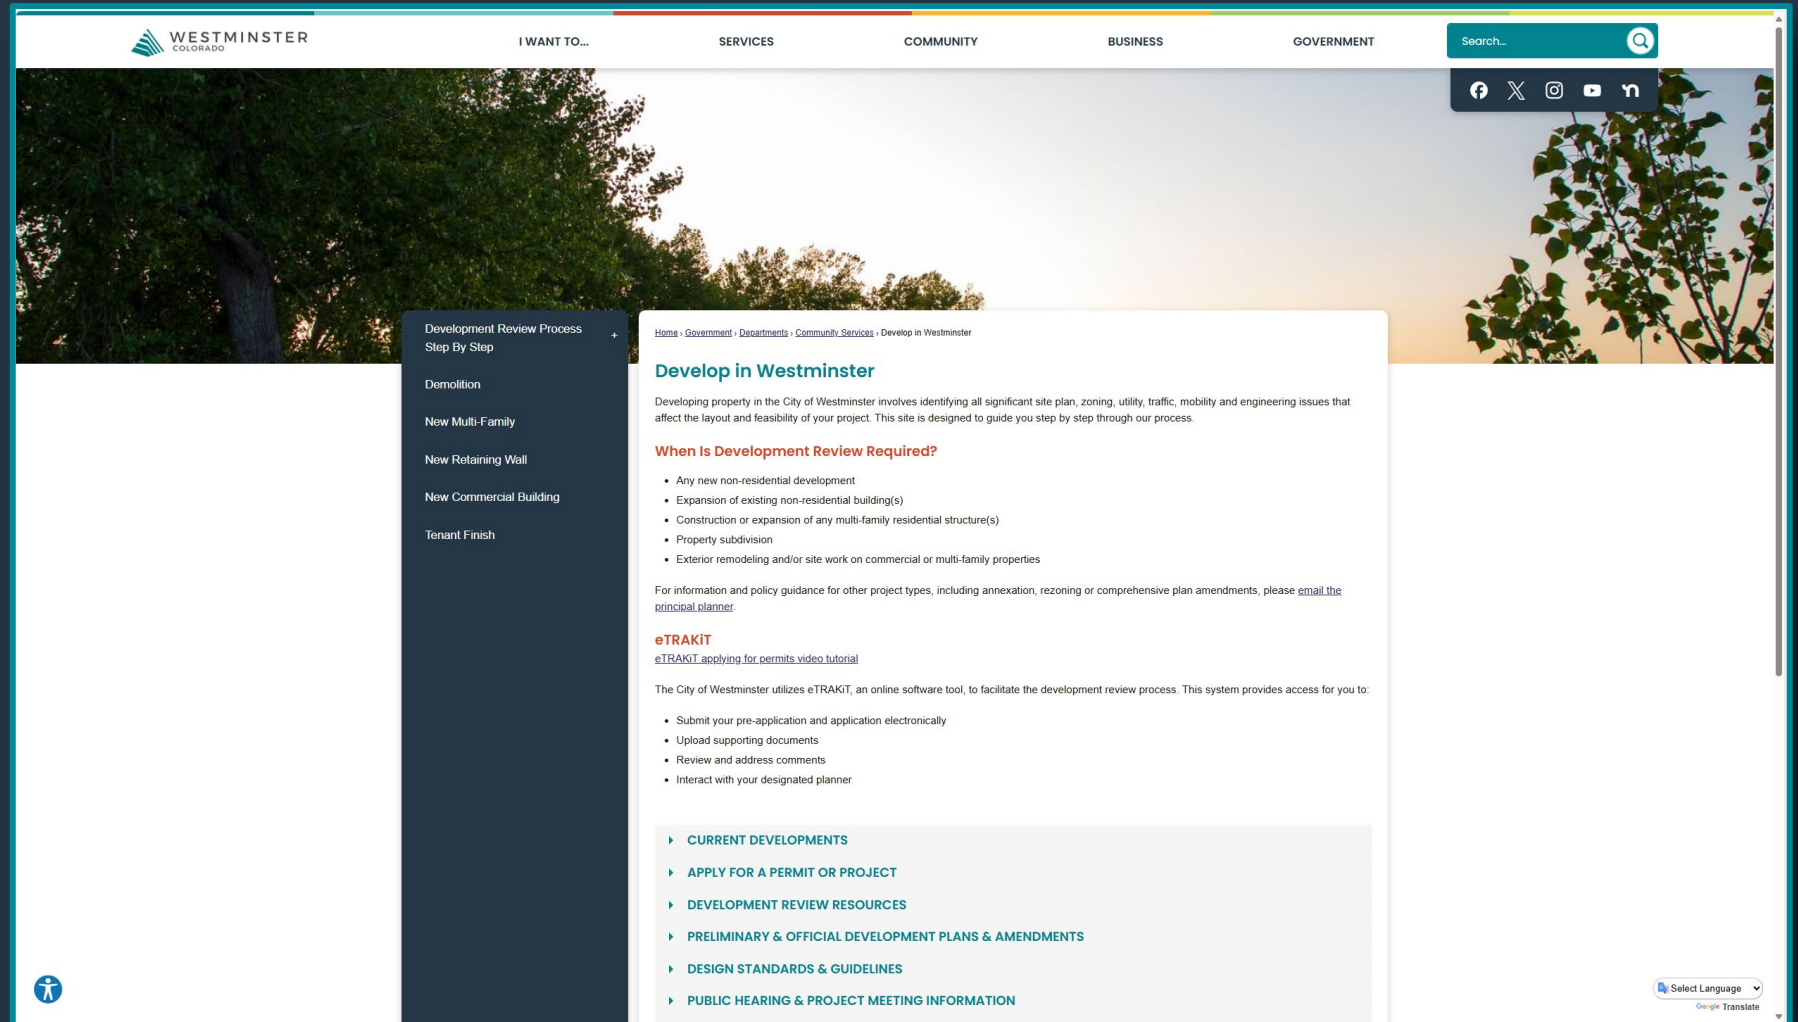 WESTMINSTER
COLORADO
I WANT TO...
SERVICES
COMMUNITY
BUSINESS
GOVERNMENT
Search...
Development Review Process
Step By Step
+
Demolition
New Multi-Family
New Retaining Wall
New Commercial Building
Tenant Finish
Home › Government › Departments › Community Services › Develop in Westminster
Develop in Westminster
Developing property in the City of Westminster involves identifying all significant site plan, zoning, utility, traffic, mobility and engineering issues that
affect the layout and feasibility of your project. This site is designed to guide you step by step through our process.
When Is Development Review Required?
• Any new non-residential development
• Expansion of existing non-residential building(s)
• Construction or expansion of any multi-family residential structure(s)
• Property subdivision
• Exterior remodeling and/or site work on commercial or multi-family properties
For information and policy guidance for other project types, including annexation, rezoning or comprehensive plan amendments, please email the
principal planner.
eTRAKiT
eTRAKiT applying for permits video tutorial
The City of Westminster utilizes eTRAKiT, an online software tool, to facilitate the development review process. This system provides access for you to:
• Submit your pre-application and application electronically
• Upload supporting documents
• Review and address comments
• Interact with your designated planner
CURRENT DEVELOPMENTS
APPLY FOR A PERMIT OR PROJECT
DEVELOPMENT REVIEW RESOURCES
PRELIMINARY & OFFICIAL DEVELOPMENT PLANS & AMENDMENTS
DESIGN STANDARDS & GUIDELINES
PUBLIC HEARING & PROJECT MEETING INFORMATION
Select Language
Google Translate